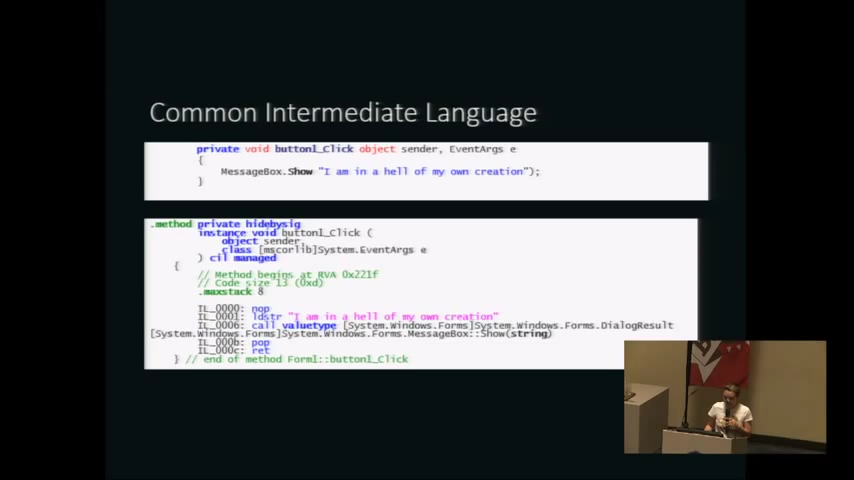 Common Intermediate Language
private void button1_Click object sender, EventArgs e
{
MessageBox.Show "I am in a hell of my own creation");
}
.method private hidebysig
instance void button1_Click (
object sender,
class [mscorlib]System.EventArgs e
) cil managed
{
// Method begins at RVA 0x221f
// Code size 13 (0xd)
.maxstack 8
IL_0000: nop
IL_0001: ldstr "I am in a hell of my own creation"
IL_0006: call valuetype [System.Windows.Forms]System.Windows.Forms.DialogResult
[System.Windows.Forms]System.Windows.Forms.MessageBox::Show(string)
IL_000b: pop
IL_000c: ret
} // end of method Form1::button1_Click